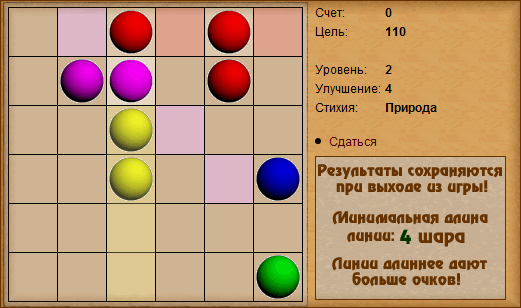 Счет: 0
Цель: 110
Уровень: 2
Улучшение: 4
Стихия: Природа
Сдаться
Результаты сохраняются
при выходе из игры!
Минимальная длина
линии: 4 шара
Линии длиннее дают
больше очков!